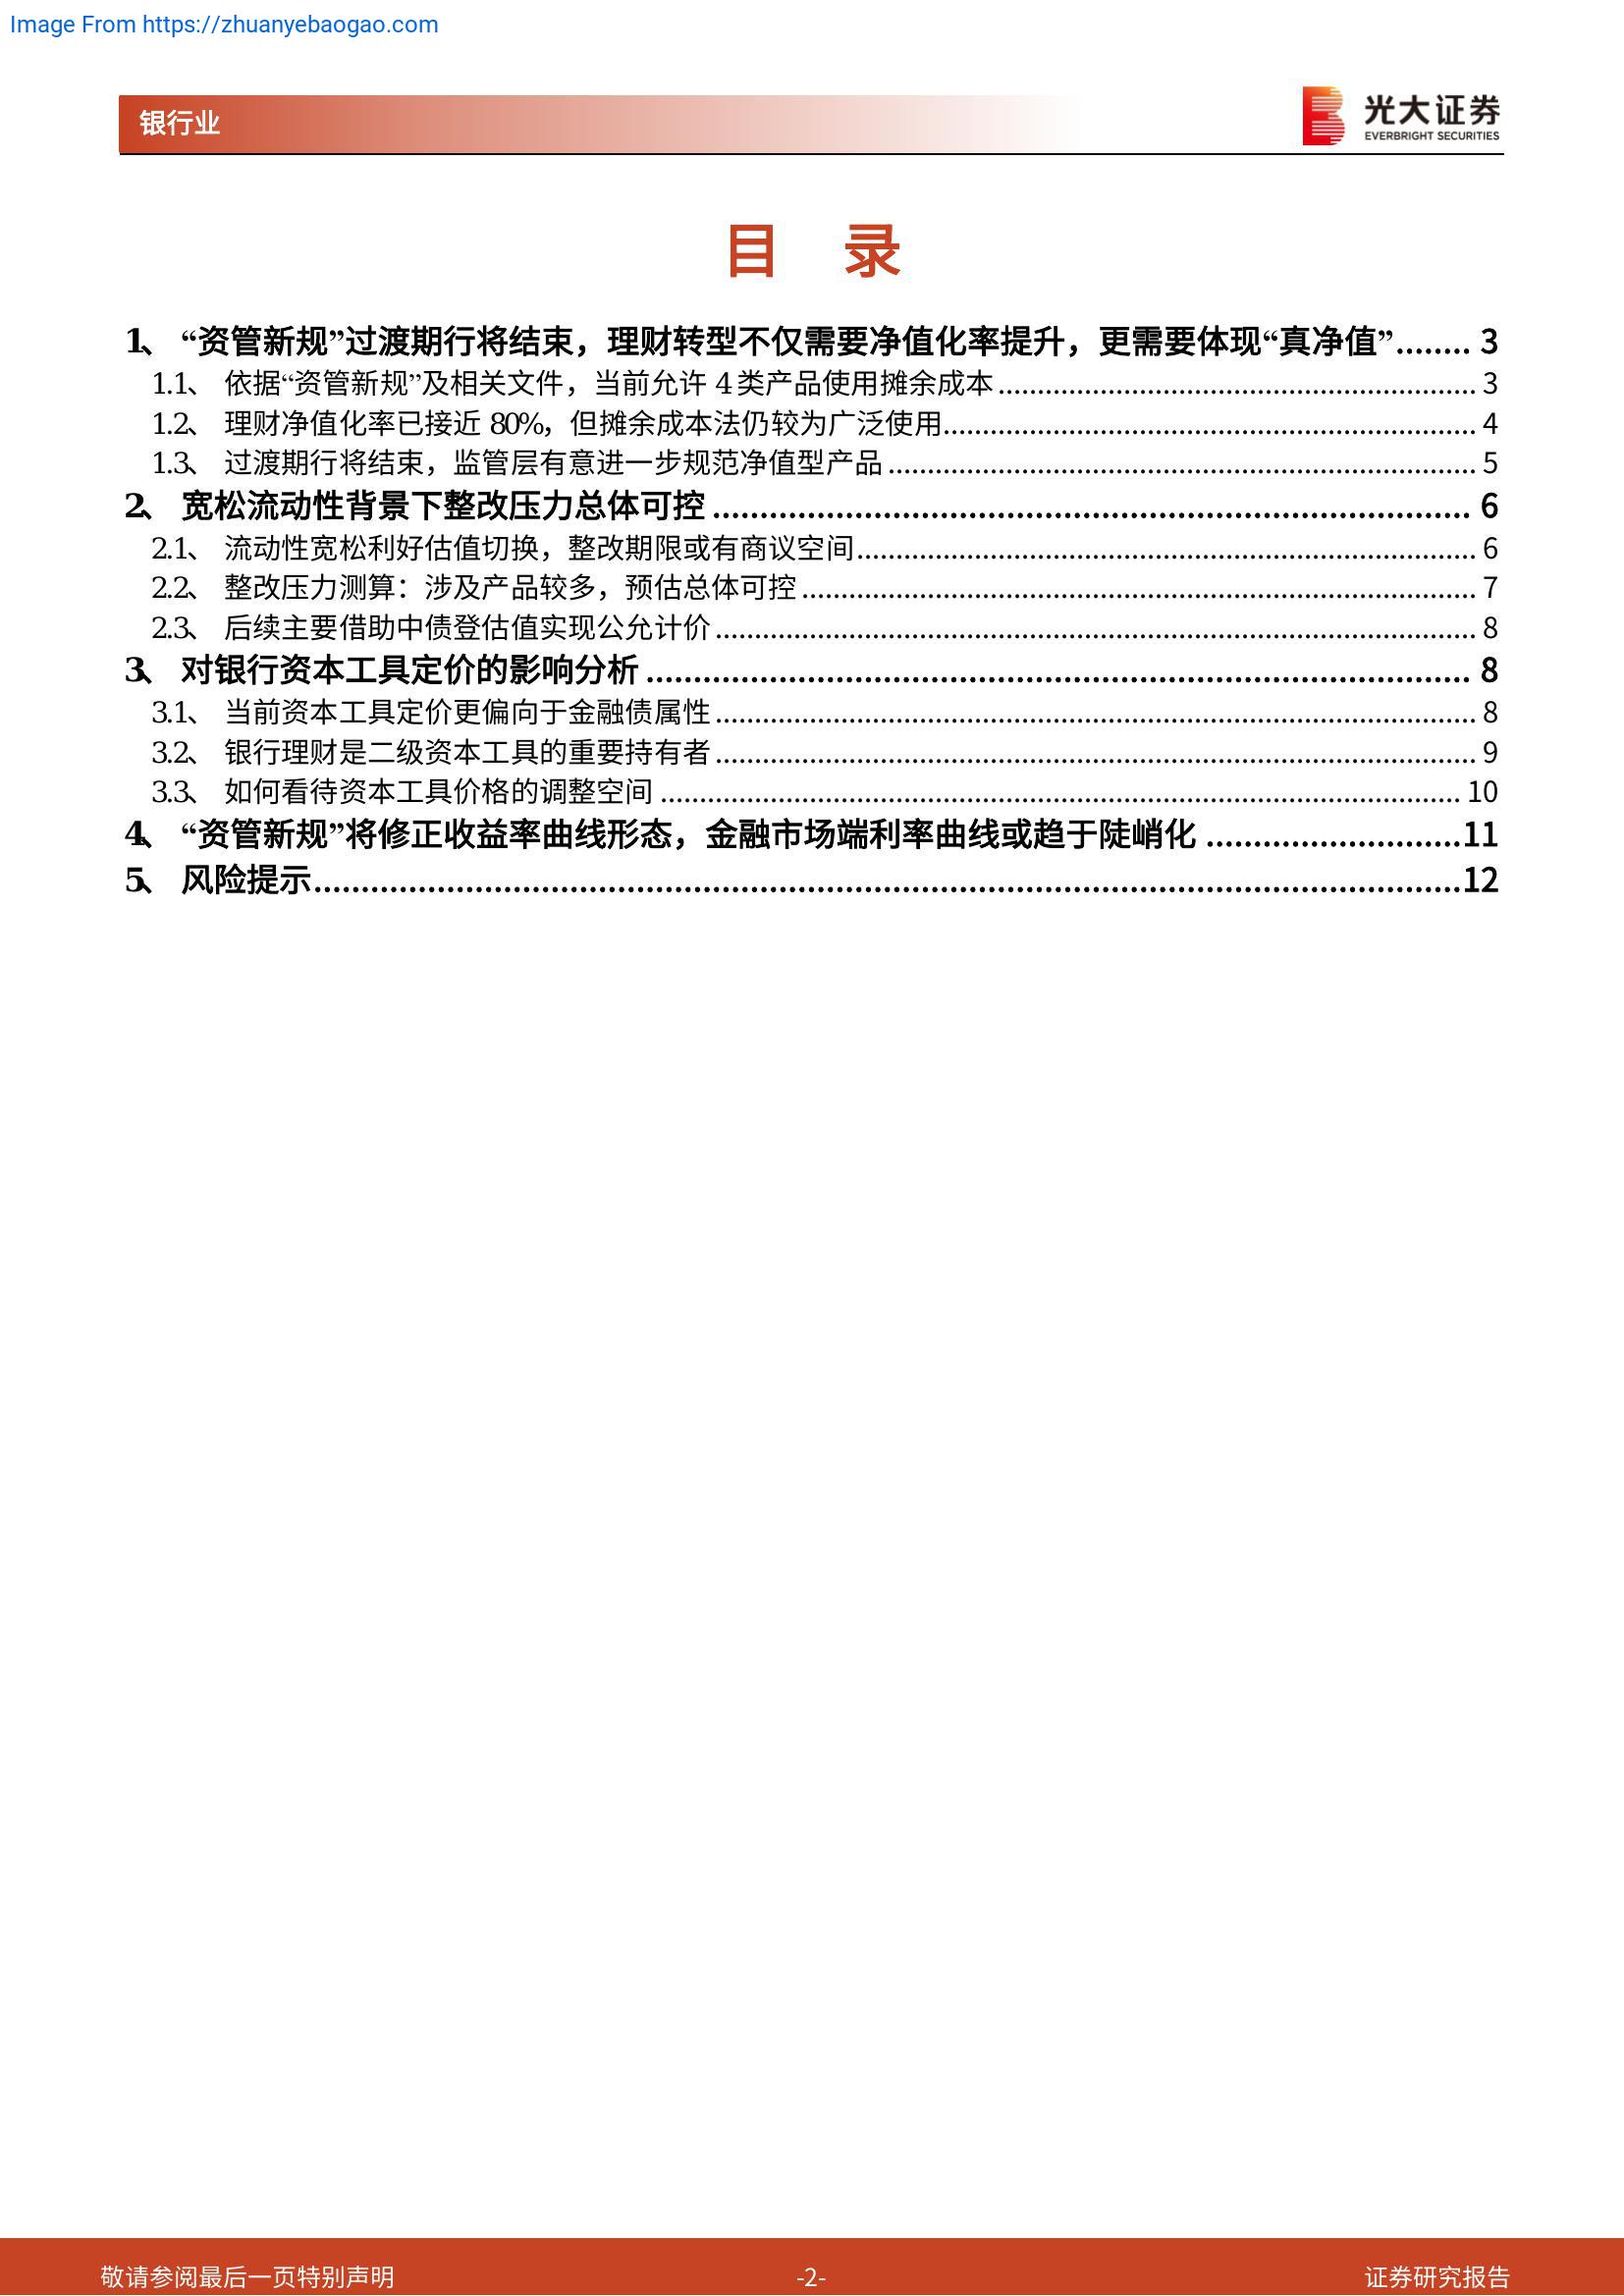 Image From https://zhuanyebaogao.com
银行业
光大证券
EVERBRIGHT SECURITIES
目 录
1、 “资管新规”过渡期行将结束，理财转型不仅需要净值化率提升，更需要体现“真净值”........ 3
1.1、 依据“资管新规”及相关文件，当前允许 4 类产品使用摊余成本 ............................................................. 3
1.2、 理财净值化率已接近 80%，但摊余成本法仍较为广泛使用.................................................................... 4
1.3、 过渡期行将结束，监管层有意进一步规范净值型产品 ........................................................................... 5
2、 宽松流动性背景下整改压力总体可控 ................................................................................ 6
2.1、 流动性宽松利好估值切换，整改期限或有商议空间............................................................................... 6
2.2、 整改压力测算：涉及产品较多，预估总体可控 ...................................................................................... 7
2.3、 后续主要借助中债登估值实现公允计价 ................................................................................................. 8
3、 对银行资本工具定价的影响分析 ....................................................................................... 8
3.1、 当前资本工具定价更偏向于金融债属性 ................................................................................................. 8
3.2、 银行理财是二级资本工具的重要持有者 ................................................................................................. 9
3.3、 如何看待资本工具价格的调整空间 ...................................................................................................... 10
4、 “资管新规”将修正收益率曲线形态，金融市场端利率曲线或趋于陡峭化 ...........................11
5、 风险提示.........................................................................................................................12
敬请参阅最后一页特别声明
-2-
证券研究报告